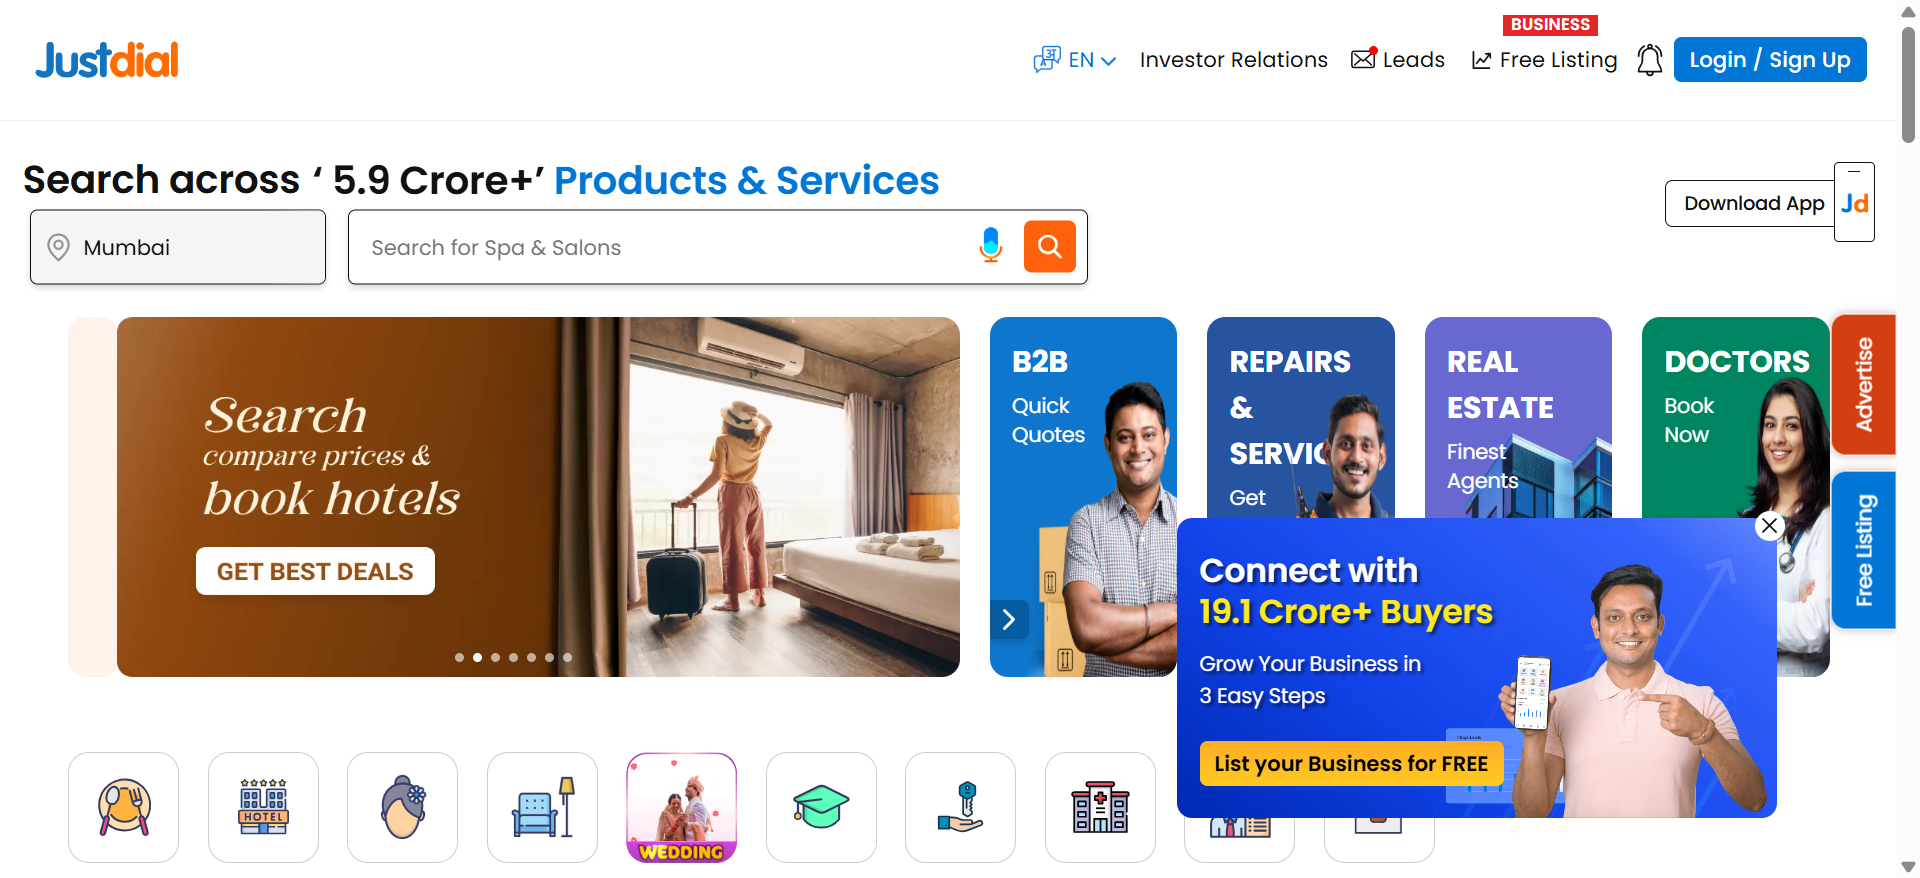 BUSINESS
Justdial
EN
Investor Relations
Leads
Free Listing
Login / Sign Up
Search across ‘ 5.9 Crore+’ Products & Services
Download App
Jd
Mumbai
Search for Spa & Salons
Search
compare prices &
book hotels
GET BEST DEALS
B2B
Quick
Quotes
REPAIRS
&
Get
REAL
ESTATE
Finest
Agents
DOCTORS
Book
Now
Advertise
Free Listing
Connect with
19.1 Crore+ Buyers
Grow Your Business in
3 Easy Steps
List your Business for FREE
HOTEL
WEDDING